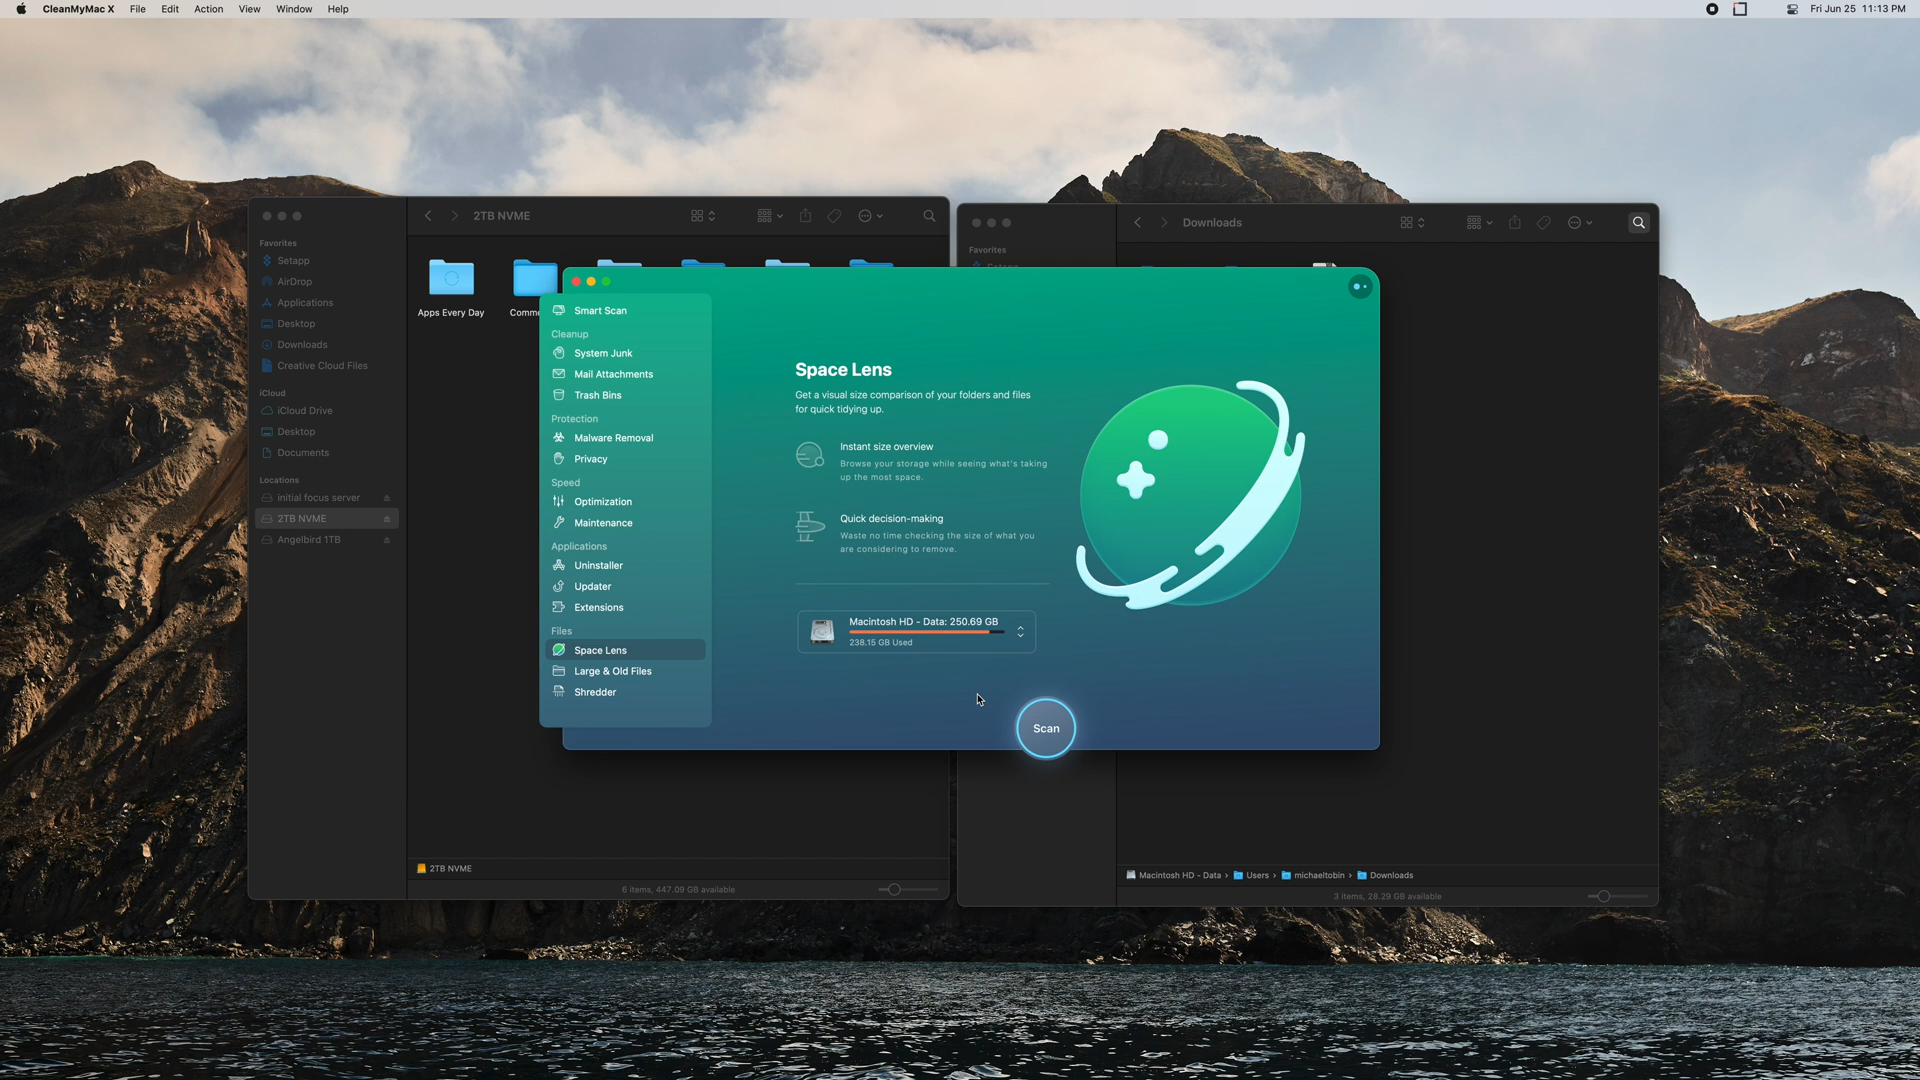 CleanMyMac X File Edit Action View Window Help
Fri Jun 25 11:13 PM
2TB NVME
Favorites
Setapp
AirDrop
Applications
Desktop
Downloads
Creative Cloud Files
iCloud
iCloud Drive
Desktop
Documents
Locations
initial focus server
2TB NVME
Angelbird 1TB
Apps Every Day
2TB NVME
6 items, 447.09 GB available
Downloads
Favorites
Smart Scan
Cleanup
System Junk
Mail Attachments
Trash Bins
Protection
Malware Removal
Privacy
Speed
Optimization
Maintenance
Applications
Uninstaller
Updater
Extensions
Files
Space Lens
Large & Old Files
Shredder
Space Lens
Get a visual size comparison of your folders and files
for quick tidying up.
Instant size overview
Browse your storage while seeing what's taking
up the most space.
Quick decision-making
Waste no time checking the size of what you
are considering to remove.
Macintosh HD - Data: 250.69 GB
238.15 GB Used
Scan
Macintosh HD - Data › Users › michaeltobin › Downloads
3 items, 28.29 GB available